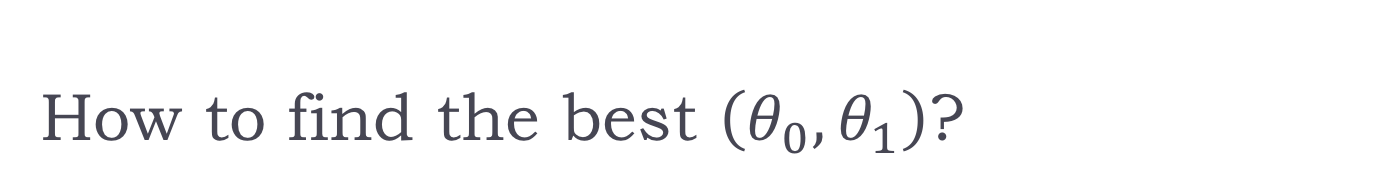 How to find the best (θ₀, θ₁)?